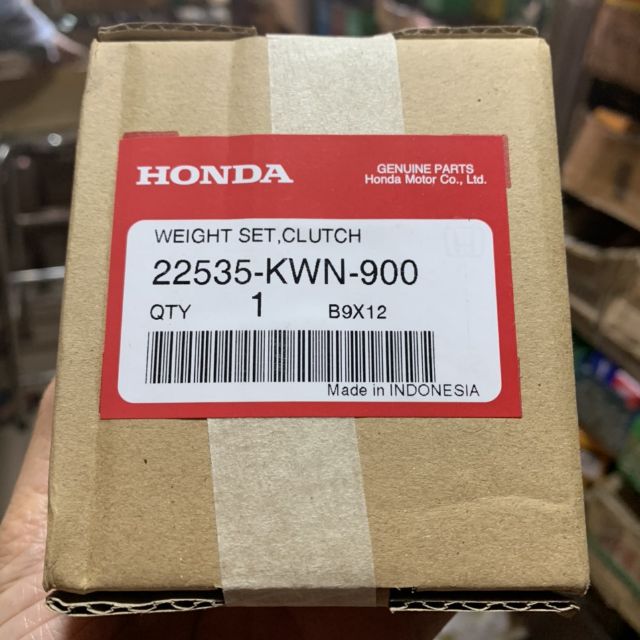 HONDA
GENUINE PARTS
Honda Motor Co., Ltd.
WEIGHT SET,CLUTCH
22535-KWN-900
QTY 1 B9X12
Made in INDONESIA